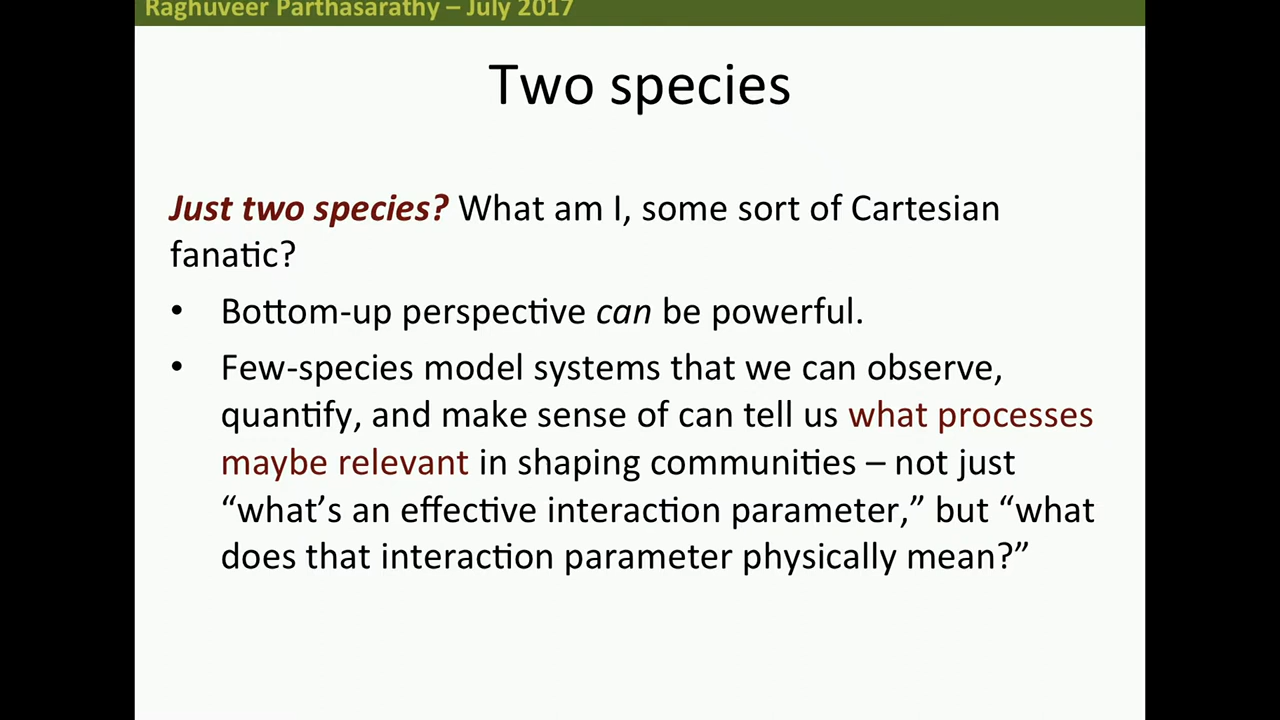 Raghuveer Parthasarathy – July 2017
Two species
Just two species? What am I, some sort of Cartesian
fanatic?
• Bottom-up perspective can be powerful.
• Few-species model systems that we can observe,
quantify, and make sense of can tell us what processes
maybe relevant in shaping communities – not just
“what’s an effective interaction parameter,” but “what
does that interaction parameter physically mean?”